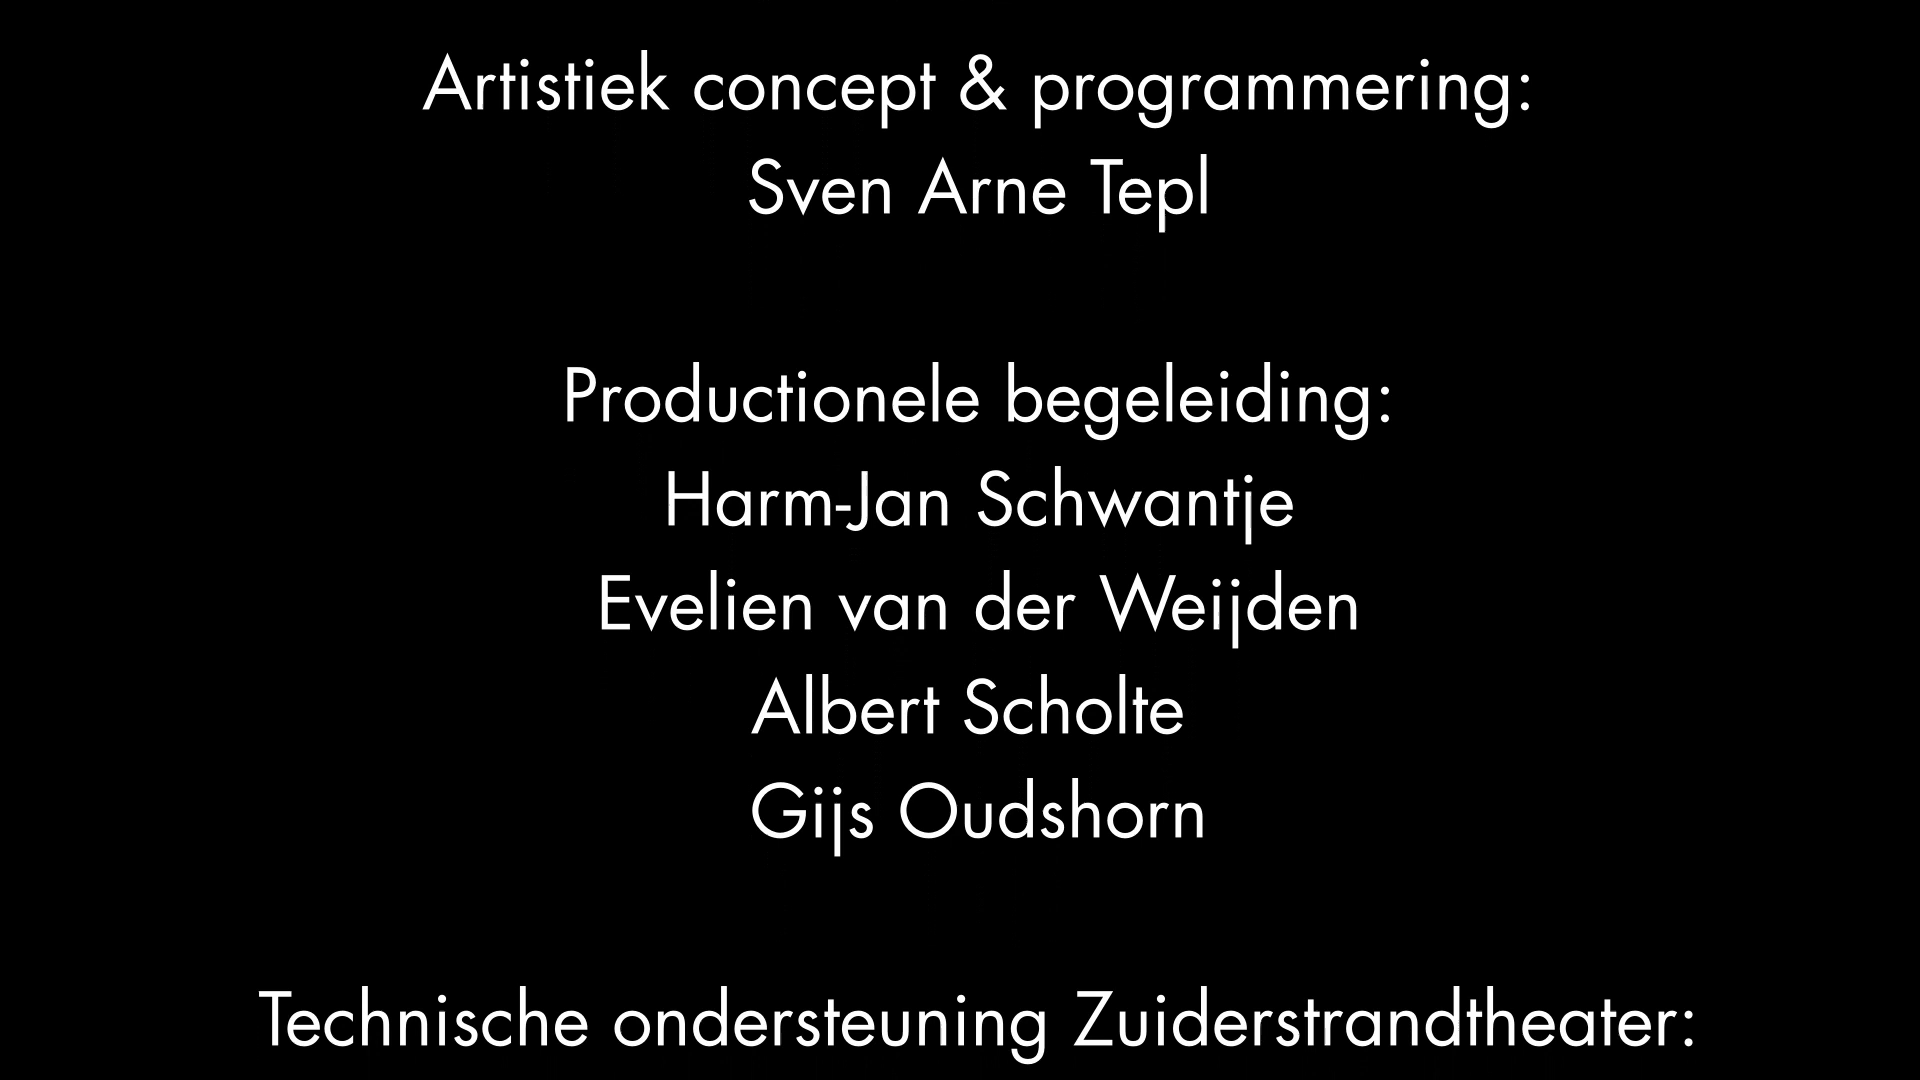 Artistiek concept & programmering:
Sven Arne Tepl
Productionele begeleiding:
Harm-Jan Schwantje
Evelien van der Weijden
Albert Scholte
Gijs Oudshorn
Technische ondersteuning Zuiderstrandtheater: